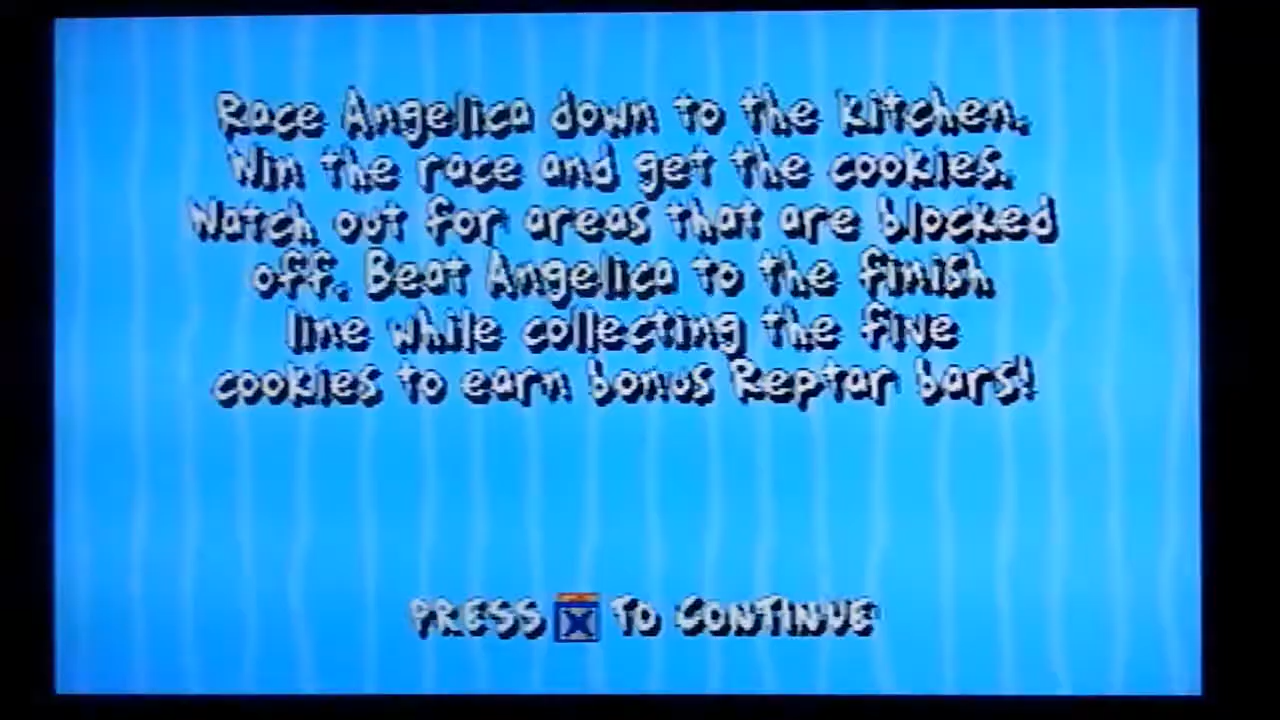 Race Angelica down to the kitchen.
Win the race and get the cookies.
Watch out for areas that are blocked
off. Beat Angelica to the finish
line while collecting the five
cookies to earn bonus Reptar bars!
PRESS X TO CONTINUE